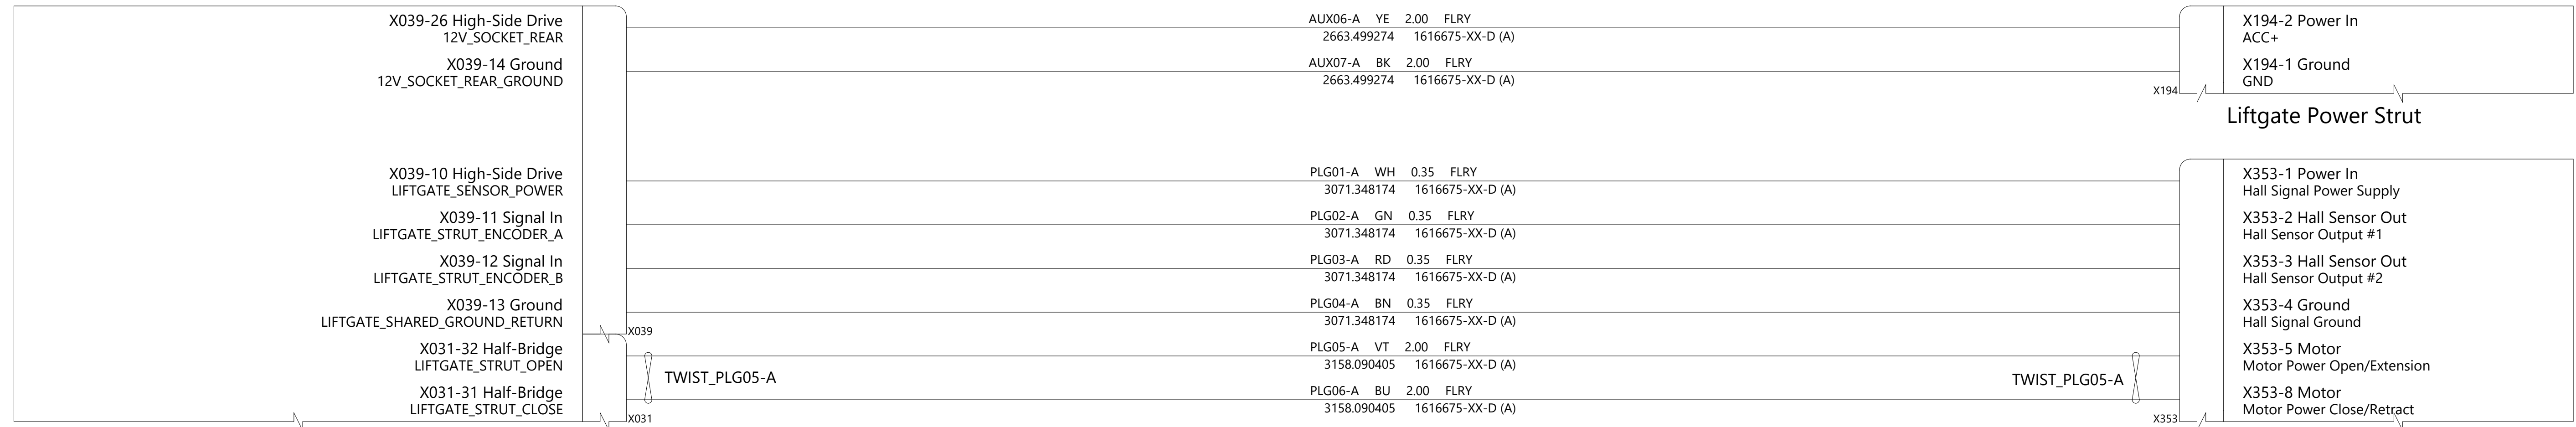 X039-26 High-Side Drive
12V_SOCKET_REAR
AUX06-A YE 2.00 FLRY
2663.499274 1616675-XX-D (A)
X194-2 Power In
ACC+
X039-14 Ground
12V_SOCKET_REAR_GROUND
AUX07-A BK 2.00 FLRY
2663.499274 1616675-XX-D (A)
X194-1 Ground
GND
X194
Liftgate Power Strut
X039-10 High-Side Drive
LIFTGATE_SENSOR_POWER
PLG01-A WH 0.35 FLRY
3071.348174 1616675-XX-D (A)
X353-1 Power In
Hall Signal Power Supply
X039-11 Signal In
LIFTGATE_STRUT_ENCODER_A
PLG02-A GN 0.35 FLRY
3071.348174 1616675-XX-D (A)
X353-2 Hall Sensor Out
Hall Sensor Output #1
X039-12 Signal In
LIFTGATE_STRUT_ENCODER_B
PLG03-A RD 0.35 FLRY
3071.348174 1616675-XX-D (A)
X353-3 Hall Sensor Out
Hall Sensor Output #2
X039-13 Ground
LIFTGATE_SHARED_GROUND_RETURN
X039
PLG04-A BN 0.35 FLRY
3071.348174 1616675-XX-D (A)
X353-4 Ground
Hall Signal Ground
X031-32 Half-Bridge
LIFTGATE_STRUT_OPEN
PLG05-A VT 2.00 FLRY
3158.090405 1616675-XX-D (A)
X353-5 Motor
Motor Power Open/Extension
TWIST_PLG05-A
TWIST_PLG05-A
X031-31 Half-Bridge
LIFTGATE_STRUT_CLOSE
X031
PLG06-A BU 2.00 FLRY
3158.090405 1616675-XX-D (A)
X353-8 Motor
Motor Power Close/Retract
X353